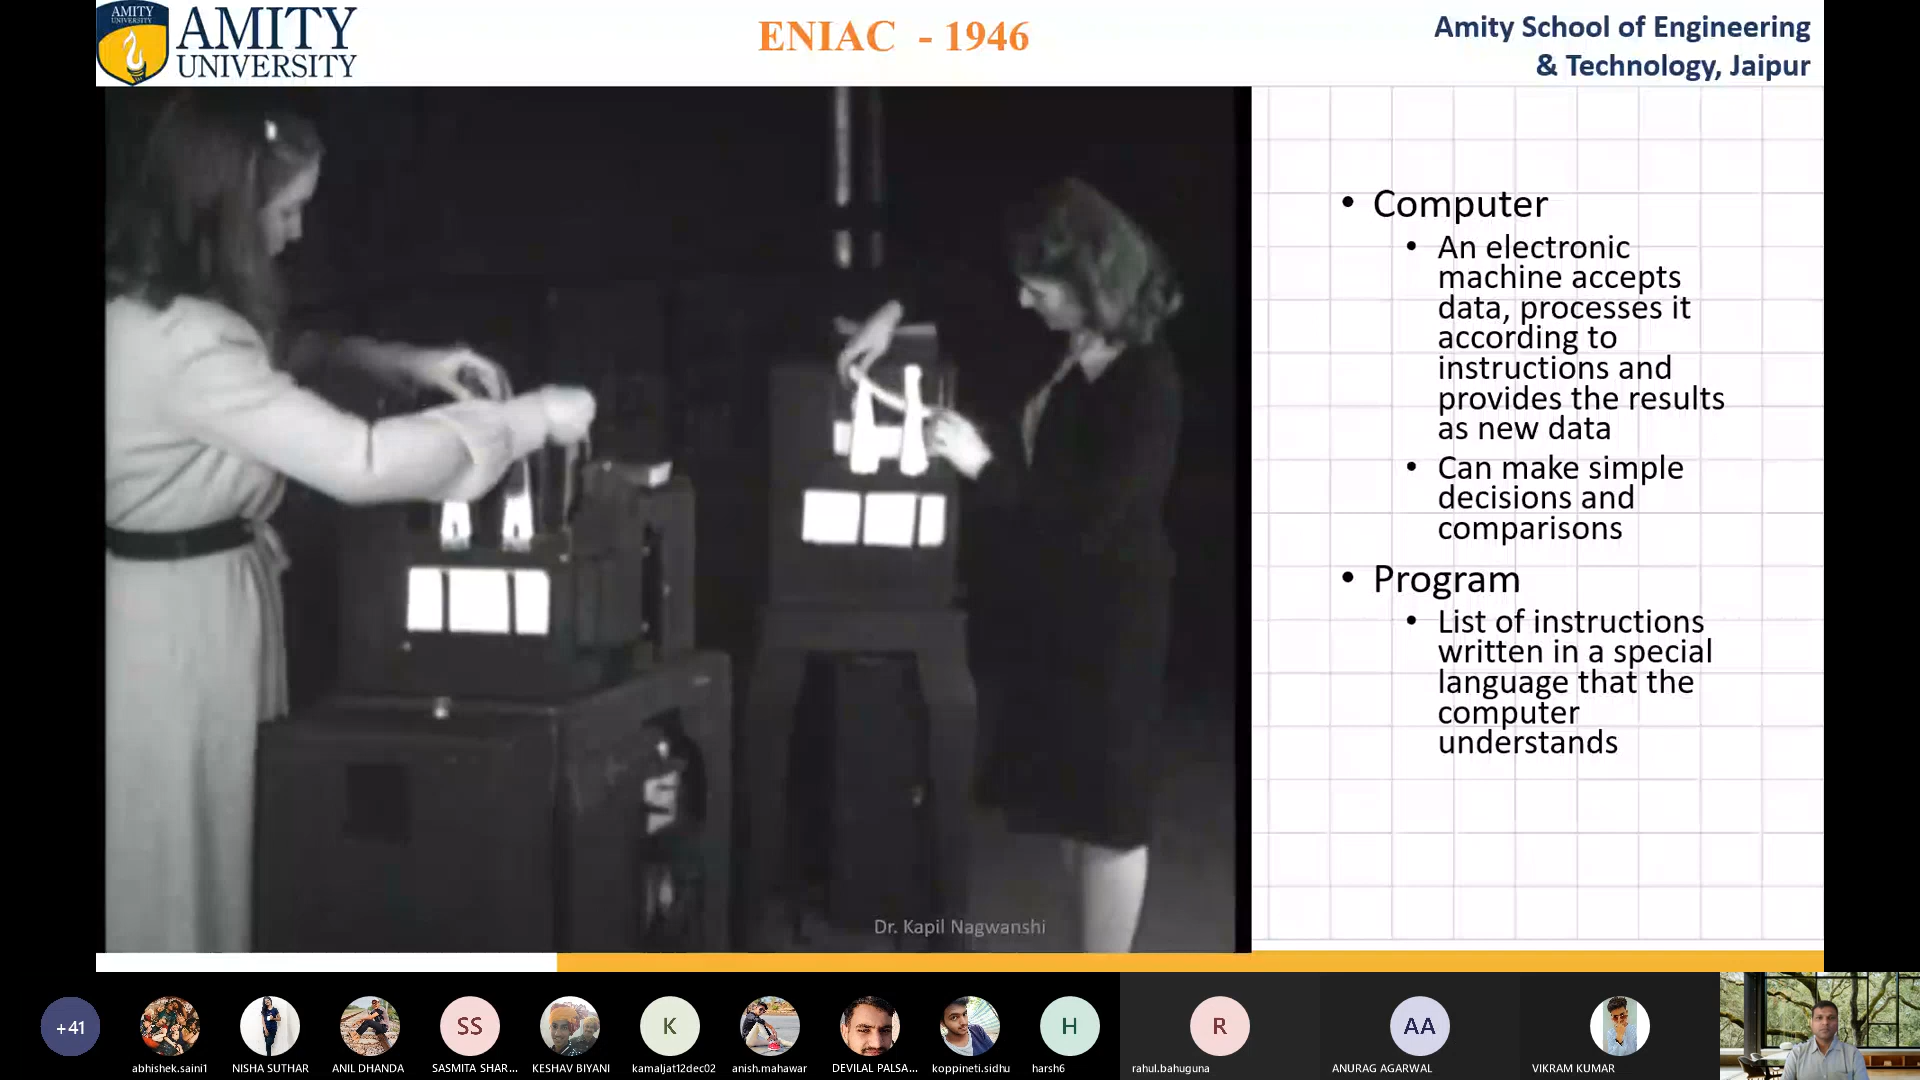 AMITY
UNIVERSITY
AMITY
UNIVERSITY
ENIAC - 1946
Amity School of Engineering
& Technology, Jaipur
• Computer
• An electronic
machine accepts
data, processes it
according to
instructions and
provides the results
as new data
• Can make simple
decisions and
comparisons
• Program
• List of instructions
written in a special
language that the
computer
understands
Dr. Kapil Nagwanshi
+41
SS
K
H
R
AA
abhishek.saini1
NISHA SUTHAR
ANIL DHANDA
SASMITA SHAR...
KESHAV BIYANI
kamaljat12dec02
anish.mahawar
DEVILAL PALSA...
koppineti.sidhu
harsh6
rahul.bahuguna
ANURAG AGARWAL
VIKRAM KUMAR